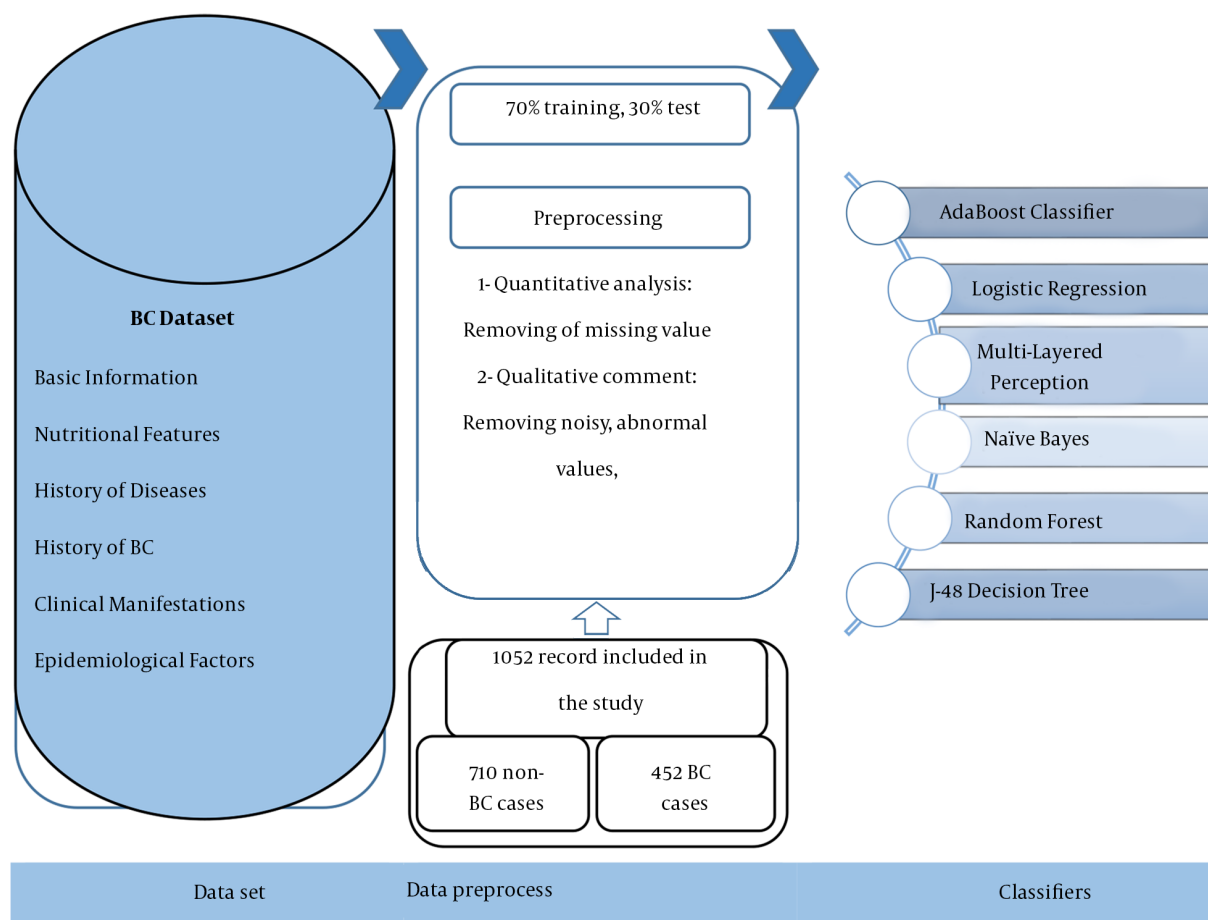 BC Dataset
Basic Information
Nutritional Features
History of Diseases
History of BC
Clinical Manifestations
Epidemiological Factors
70% training, 30% test
Preprocessing
1- Quantitative analysis:
Removing of missing value
2- Qualitative comment:
Removing noisy, abnormal
values,
1052 record included in
the study
710 non-
BC cases
452 BC
cases
AdaBoost Classifier
Logistic Regression
Multi-Layered
Perception
Naïve Bayes
Random Forest
J-48 Decision Tree
Data set
Data preprocess
Classifiers